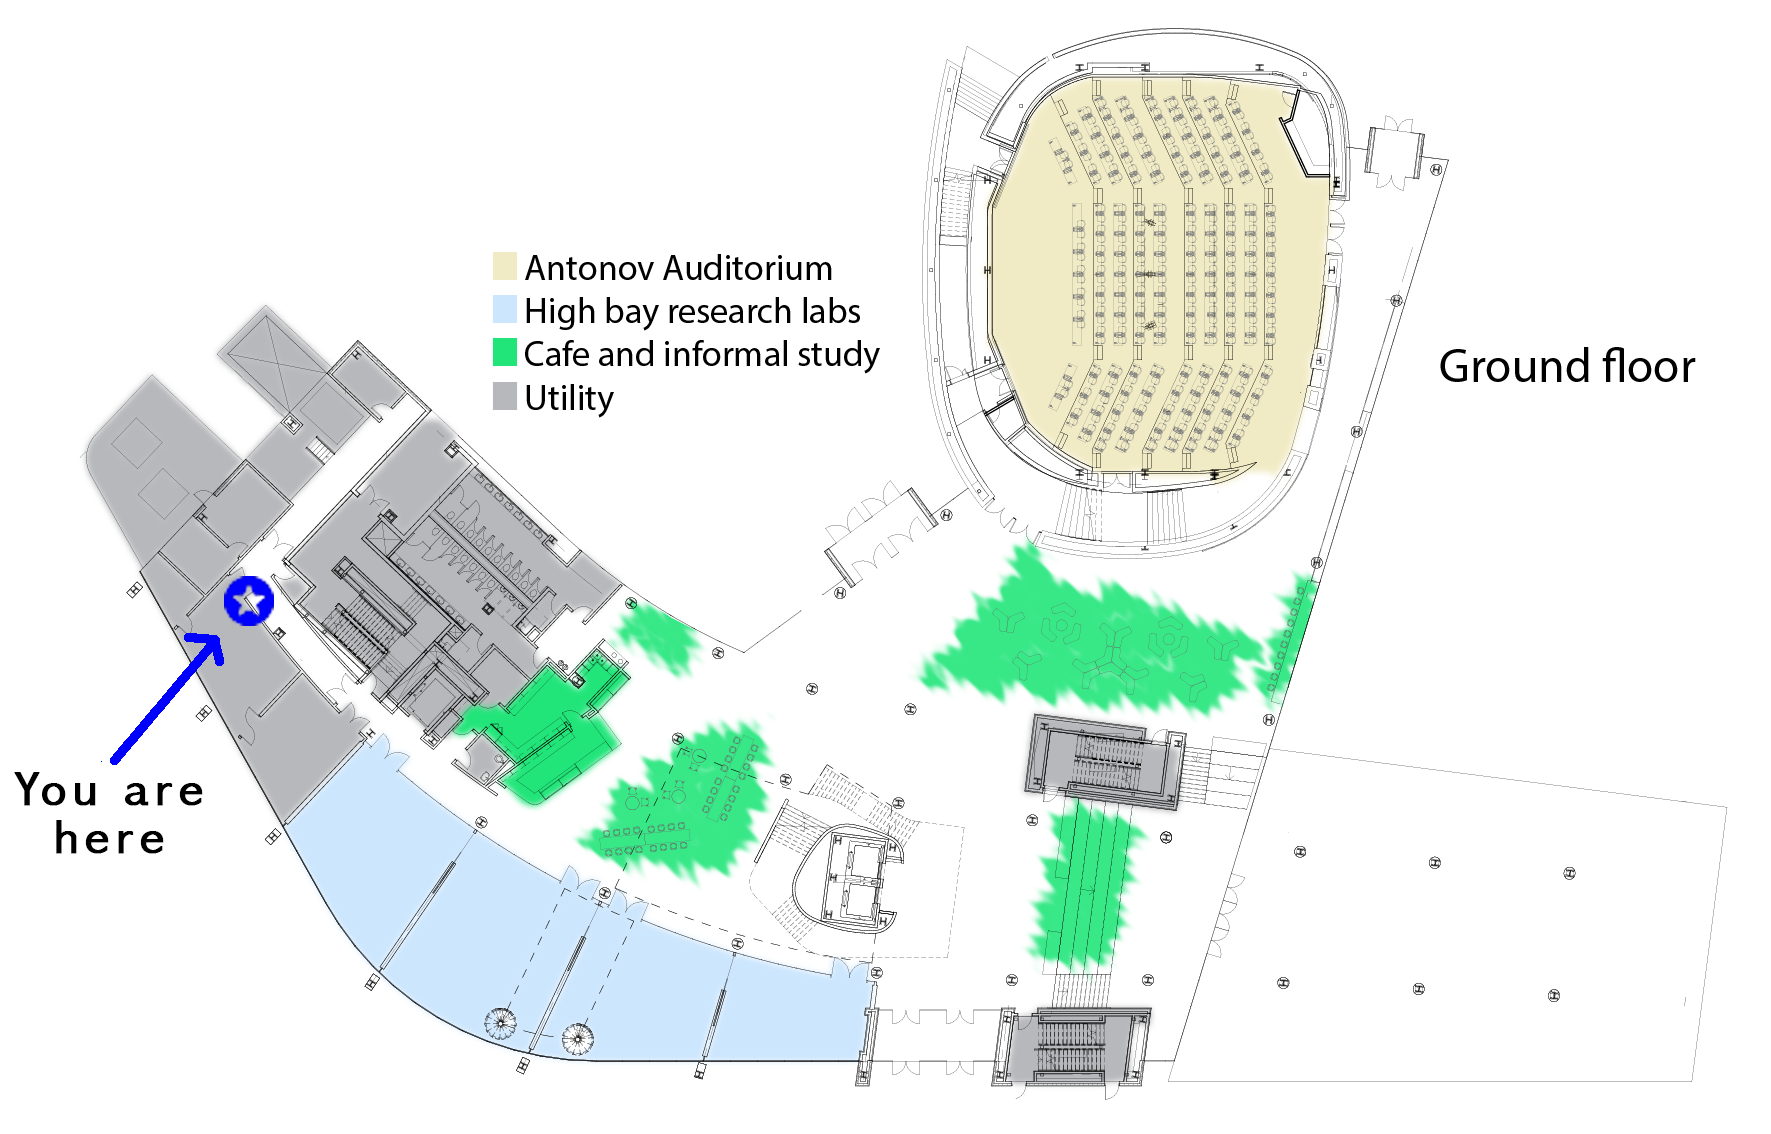 Antonov Auditorium
High bay research labs
Cafe and informal study
Utility
Ground floor
You are
here